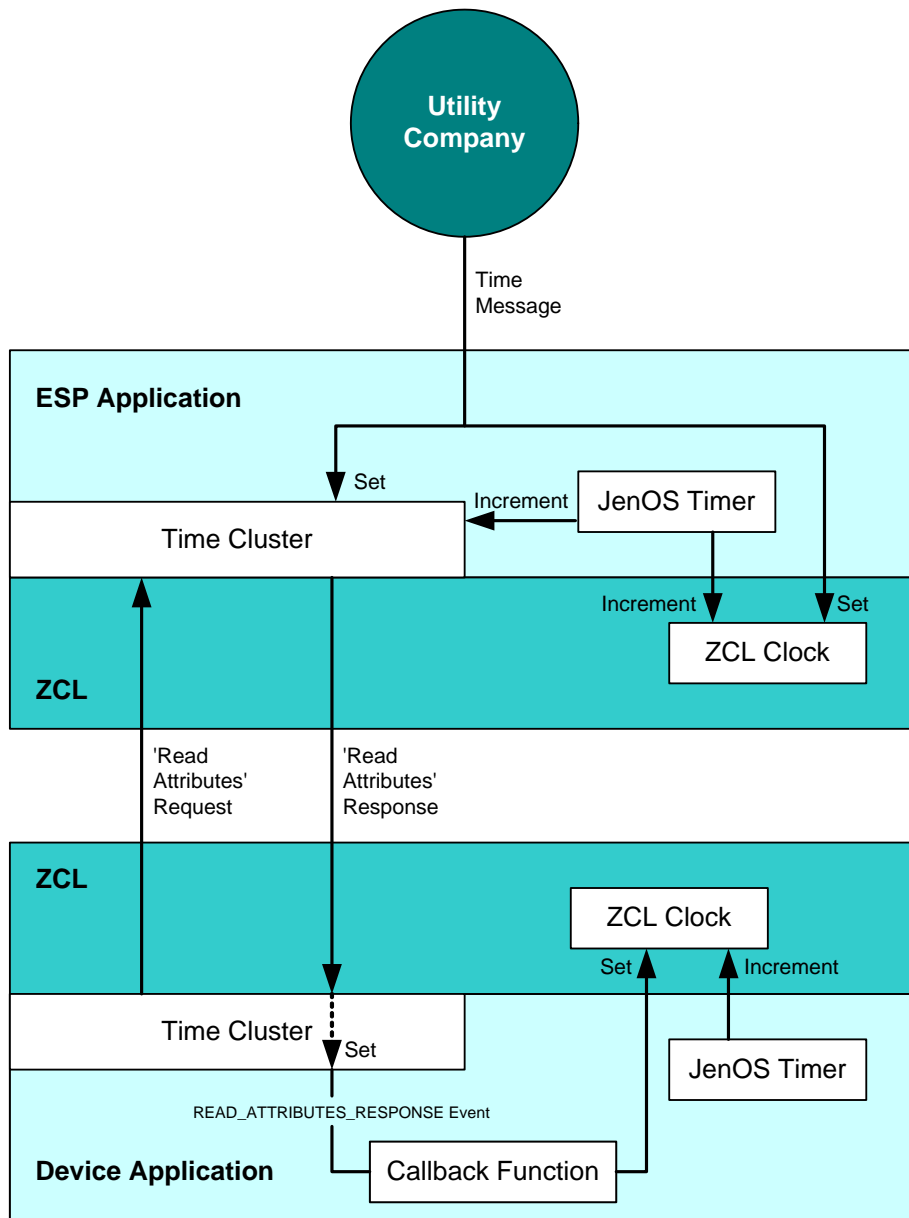 Utility
Company
Time
Message
ESP Application
Set
Increment
JenOS Timer
Time Cluster
Increment
Set
ZCL Clock
ZCL
'Read
Attributes'
Request
'Read
Attributes'
Response
ZCL
ZCL Clock
Set
Increment
Time Cluster
Set
JenOS Timer
READ_ATTRIBUTES_RESPONSE Event
Device Application
Callback Function